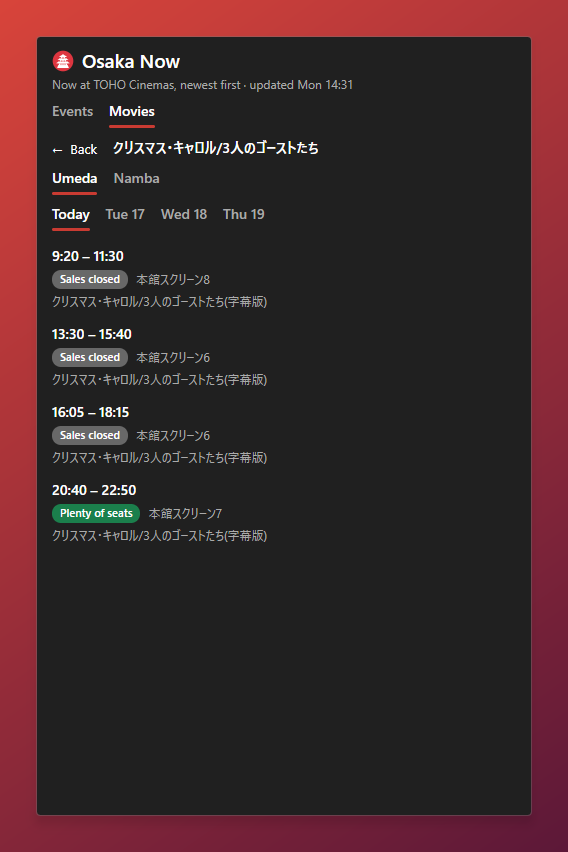 Osaka Now
Now at TOHO Cinemas, newest first · updated Mon 14:31
Events Movies
← Back クリスマス・キャロル/3人のゴーストたち
Umeda Namba
Today Tue 17 Wed 18 Thu 19
9:20 – 11:30
Sales closed 本館スクリーン8
クリスマス・キャロル/3人のゴーストたち(字幕版)
13:30 – 15:40
Sales closed 本館スクリーン6
クリスマス・キャロル/3人のゴーストたち(字幕版)
16:05 – 18:15
Sales closed 本館スクリーン6
クリスマス・キャロル/3人のゴーストたち(字幕版)
20:40 – 22:50
Plenty of seats 本館スクリーン7
クリスマス・キャロル/3人のゴーストたち(字幕版)